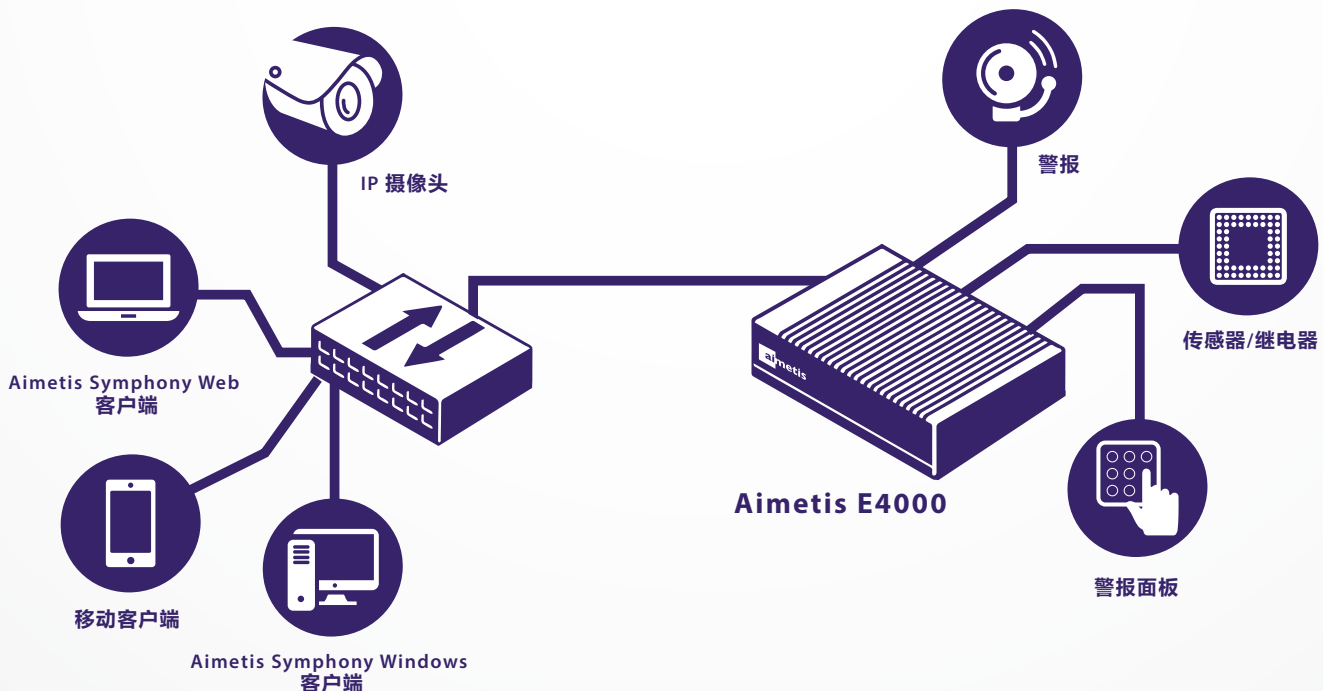 IP 摄像头
警报
传感器/继电器
Aimetis Symphony Web
客户端
aimetis
Aimetis E4000
移动客户端
警报面板
Aimetis Symphony Windows
客户端